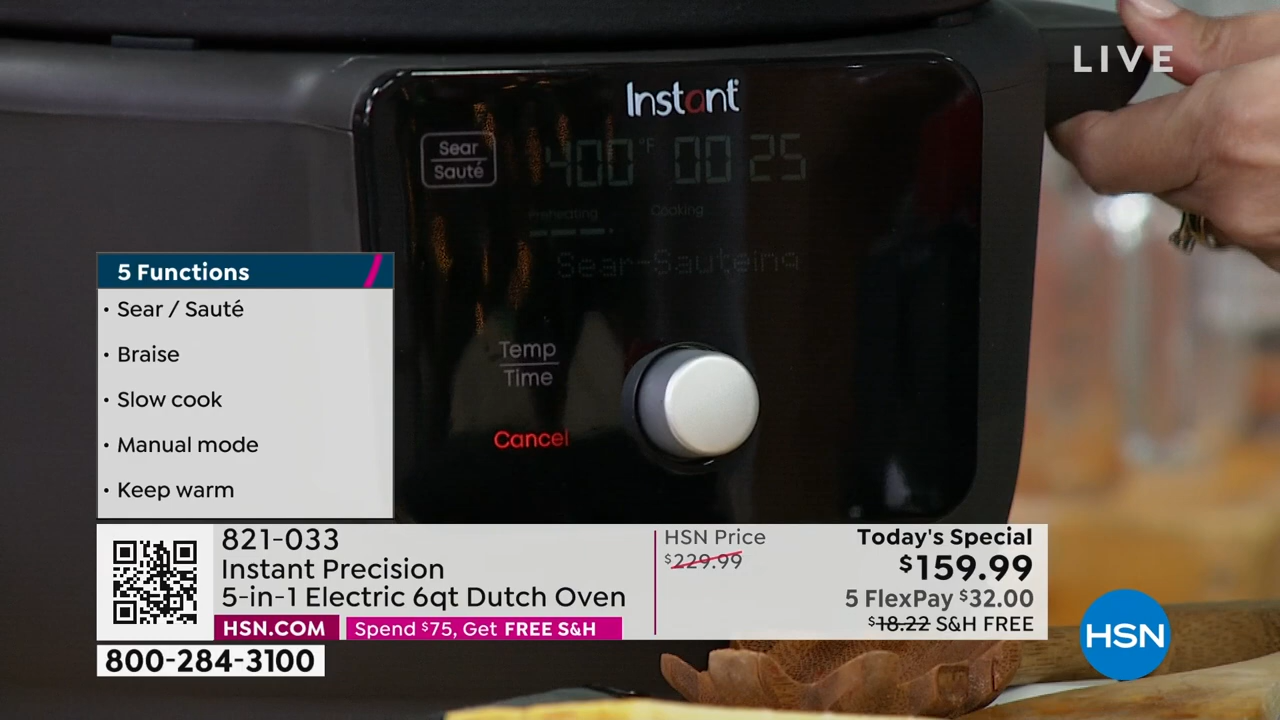 LIVE
Instant
Sear
Sauté
400 °F 00 25
Preheating Cooking
Sear-Sauteing
5 Functions
• Sear / Sauté
• Braise
• Slow cook
• Manual mode
• Keep warm
Temp
Time
Cancel
821-033
Instant Precision
5-in-1 Electric 6qt Dutch Oven
HSN.COM Spend $75, Get FREE S&H
800-284-3100
HSN Price
$229.99
Today's Special
$159.99
5 FlexPay $32.00
$18.22 S&H FREE
HSN